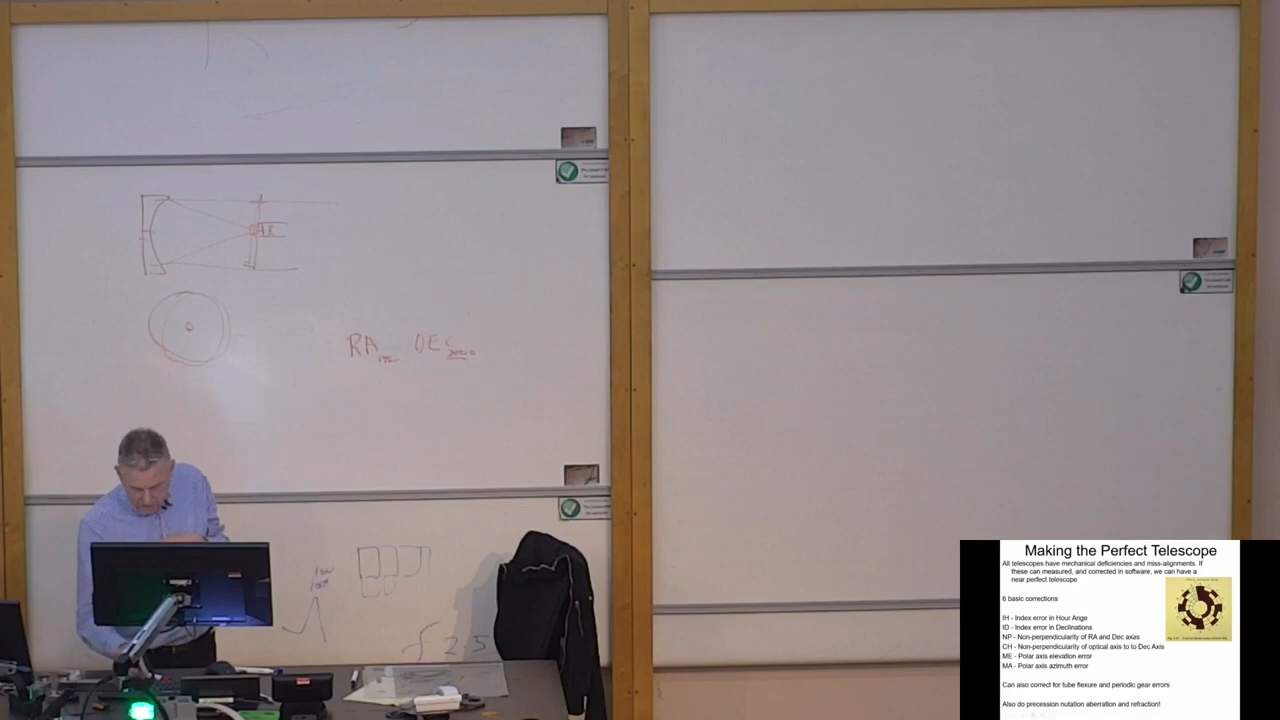 AR
RA DEC
f 2.5
Making the Perfect Telescope
All telescopes have mechanical deficiencies and miss-alignments. If
these can measured, and corrected in software, we can have a
near perfect telescope
6 basic corrections
IH - Index error in Hour Ange
ID - Index error in Declinations
NP - Non-perpendicularity of RA and Dec axies
CH - Non-perpendicularity of optical axis to to Dec Axis
ME - Polar axis elevation error
MA - Polar axis azimuth error
Can also correct for tube flexure and periodic gear errors
Also do precession nutation aberration and refraction!